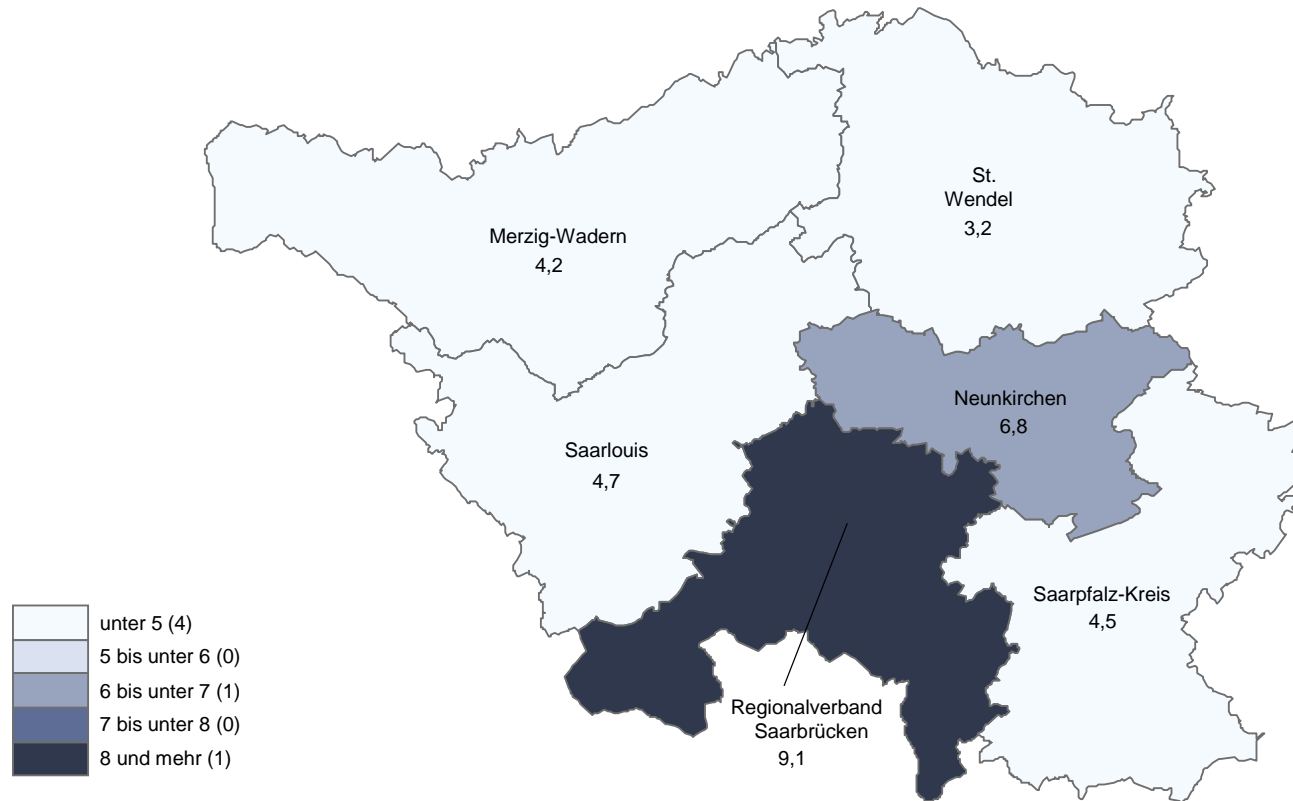 St.
Wendel
3,2
Merzig-Wadern
4,2
Neunkirchen
6,8
Saarlouis
4,7
Saarpfalz-Kreis
4,5
Regionalverband
Saarbrücken
9,1
unter 5 (4)
5 bis unter 6 (0)
6 bis unter 7 (1)
7 bis unter 8 (0)
8 und mehr (1)